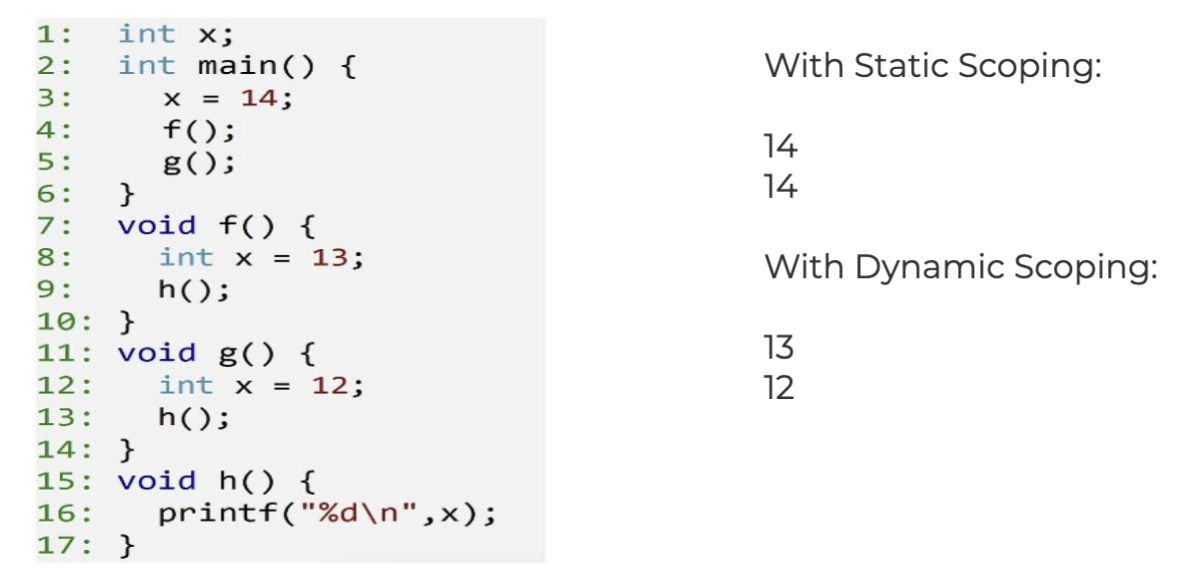 1: int x;
2: int main() {
3: x = 14;
4: f();
5: g();
6: }
7: void f() {
8: int x = 13;
9: h();
10: }
11: void g() {
12: int x = 12;
13: h();
14: }
15: void h() {
16: printf("%d\n",x);
17: }
With Static Scoping:
14
14
With Dynamic Scoping:
13
12